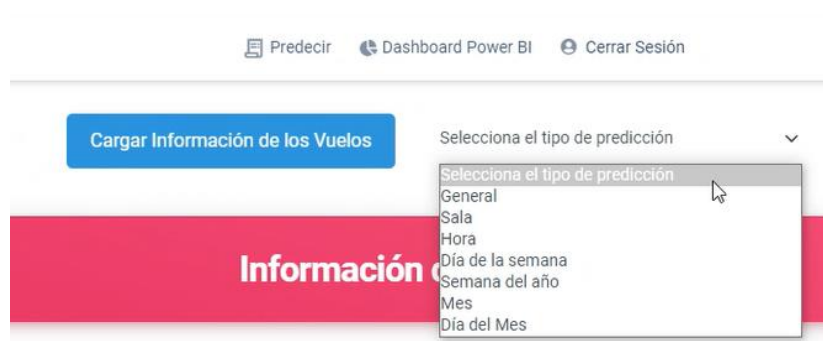 Predecir Dashboard Power BI Cerrar Sesión
Cargar Información de los Vuelos
Selecciona el tipo de predicción
Selecciona el tipo de predicción
General
Sala
Hora
Día de la semana
Semana del año
Mes
Día del Mes
Información